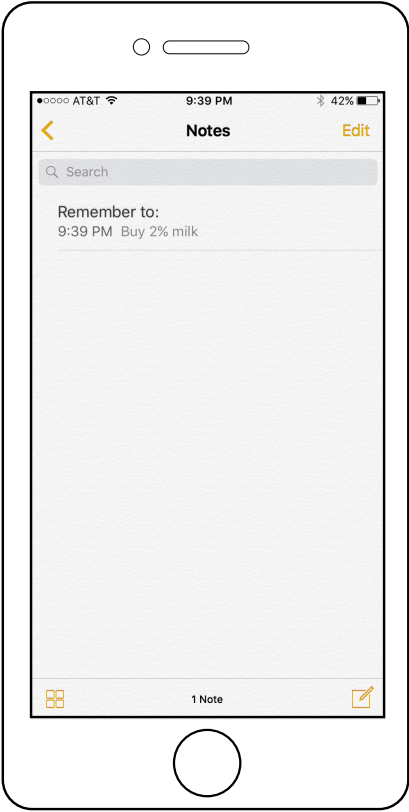 AT&T 9:39 PM 42%
Notes Edit
Search
Remember to:
9:39 PM Buy 2% milk
1 Note